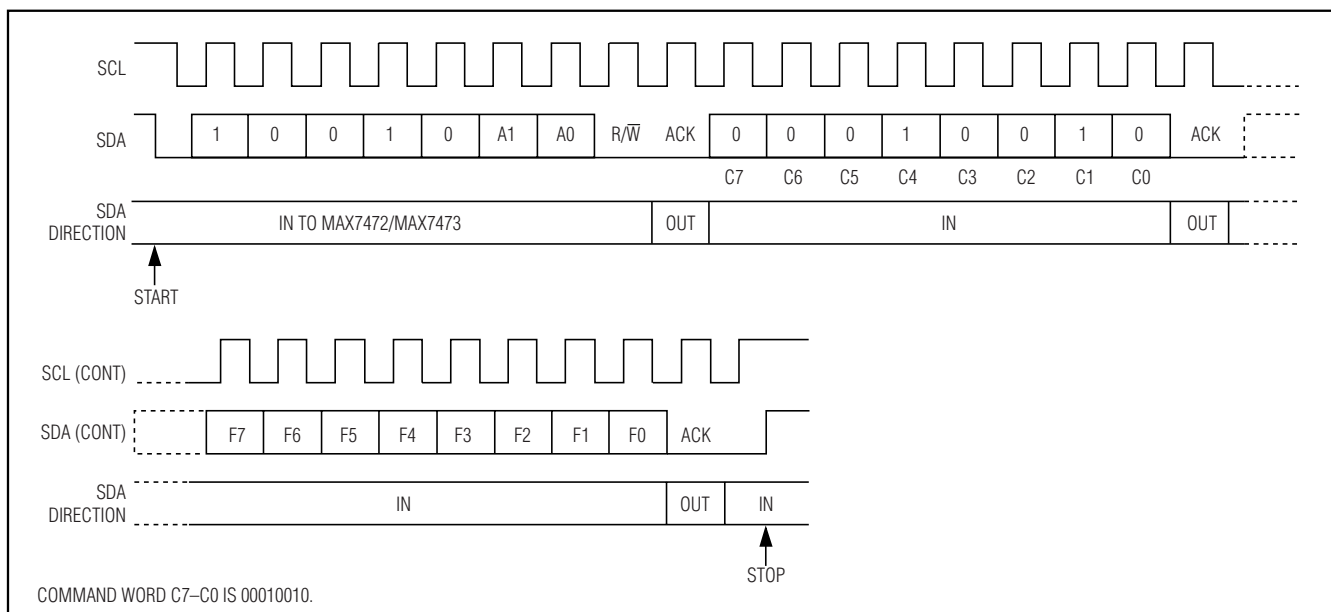 SCL
SDA 1 0 0 1 0 A1 A0 R/W̅ ACK 0 0 0 1 0 0 1 0 ACK
C7 C6 C5 C4 C3 C2 C1 C0
SDA
DIRECTION
IN TO MAX7472/MAX7473 OUT IN OUT
START
SCL (CONT)
SDA (CONT) F7 F6 F5 F4 F3 F2 F1 F0 ACK
SDA
DIRECTION
IN OUT IN
STOP
COMMAND WORD C7–C0 IS 00010010.